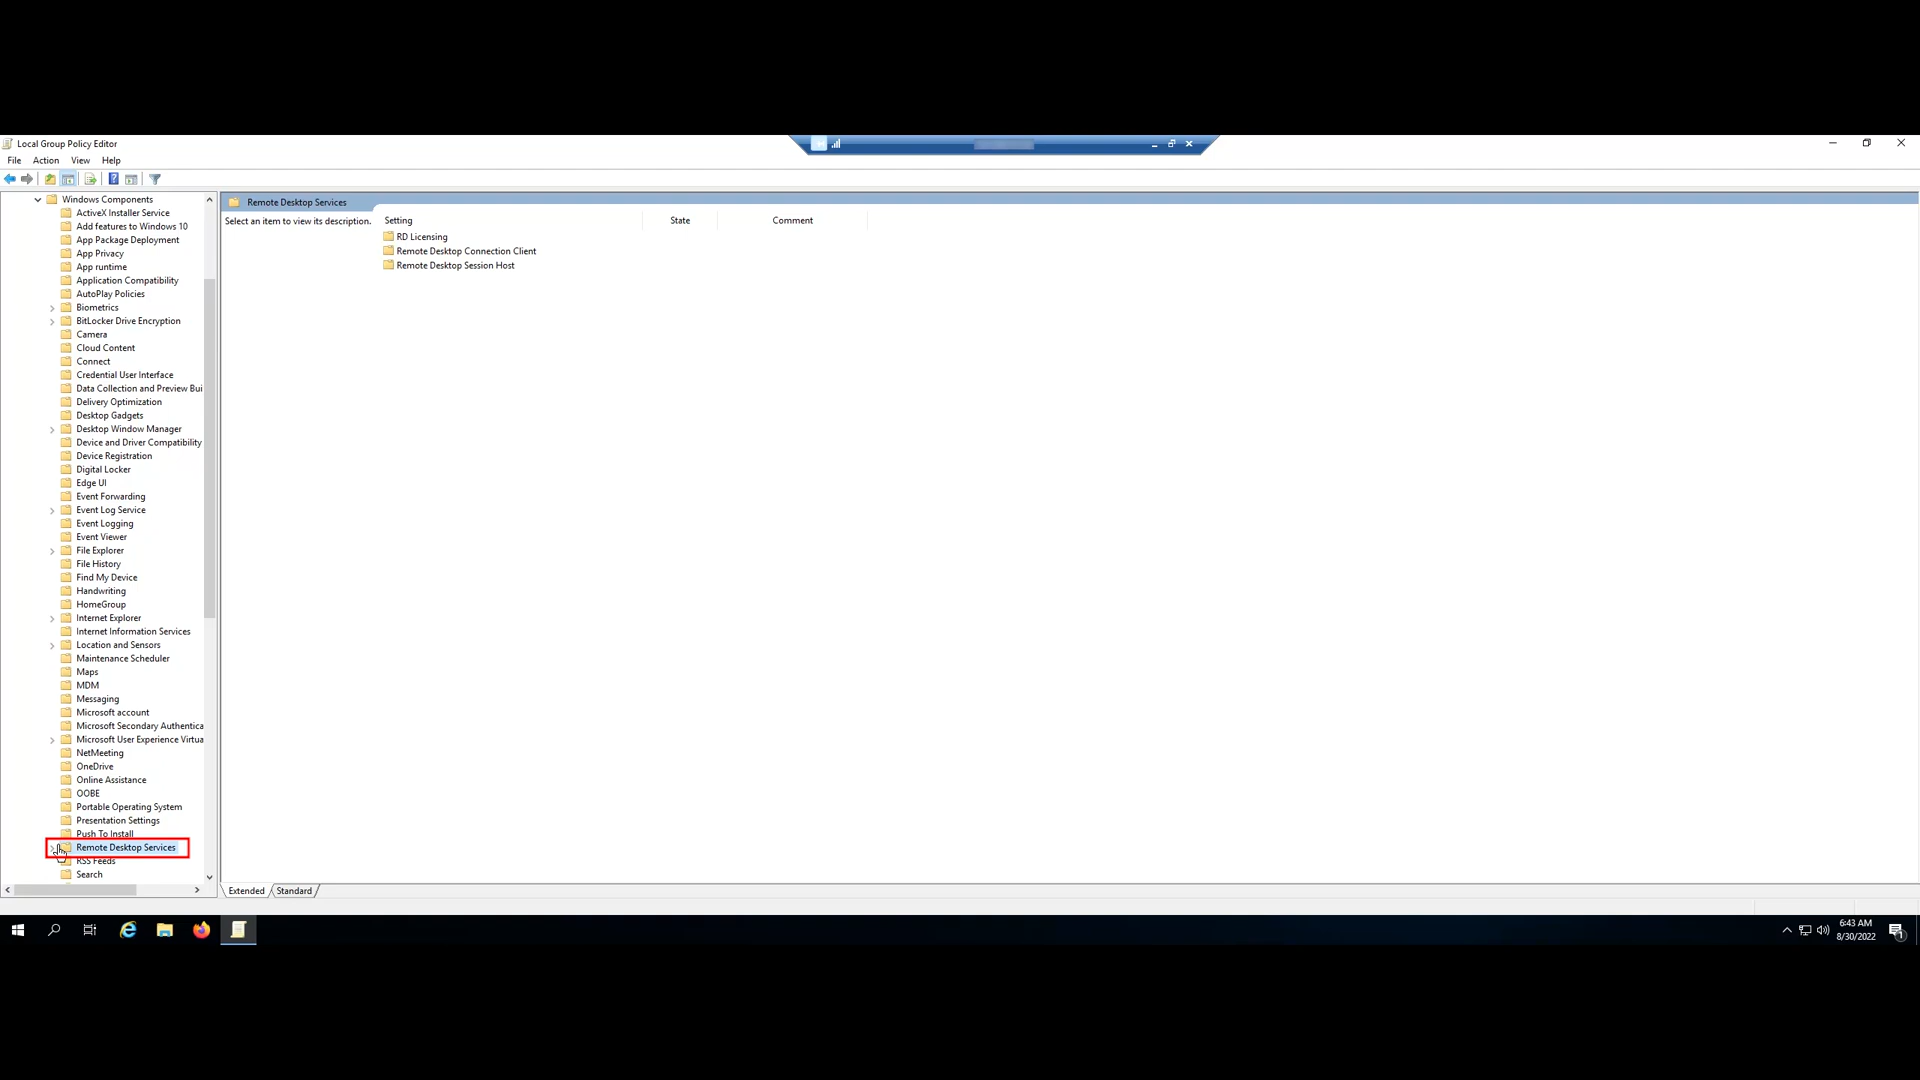 Local Group Policy Editor
File Action View Help
Windows Components
ActiveX Installer Service
Add features to Windows 10
App Package Deployment
App Privacy
App runtime
Application Compatibility
AutoPlay Policies
Biometrics
BitLocker Drive Encryption
Camera
Cloud Content
Connect
Credential User Interface
Data Collection and Preview Bui
Delivery Optimization
Desktop Gadgets
Desktop Window Manager
Device and Driver Compatibility
Device Registration
Digital Locker
Edge UI
Event Forwarding
Event Log Service
Event Logging
Event Viewer
File Explorer
File History
Find My Device
Handwriting
HomeGroup
Internet Explorer
Internet Information Services
Location and Sensors
Maintenance Scheduler
Maps
MDM
Messaging
Microsoft account
Microsoft Secondary Authentica
Microsoft User Experience Virtua
NetMeeting
OneDrive
Online Assistance
OOBE
Portable Operating System
Presentation Settings
Push To Install
Remote Desktop Services
RSS Feeds
Search
Remote Desktop Services
Select an item to view its description.
Setting State Comment
RD Licensing
Remote Desktop Connection Client
Remote Desktop Session Host
Extended Standard
6:43 AM
8/30/2022
1